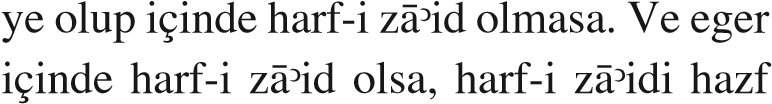 ye olup içinde harf-i zāʾid olmasa. Ve eger
içinde harf-i zāʾid olsa, harf-i zāʾidi hazf